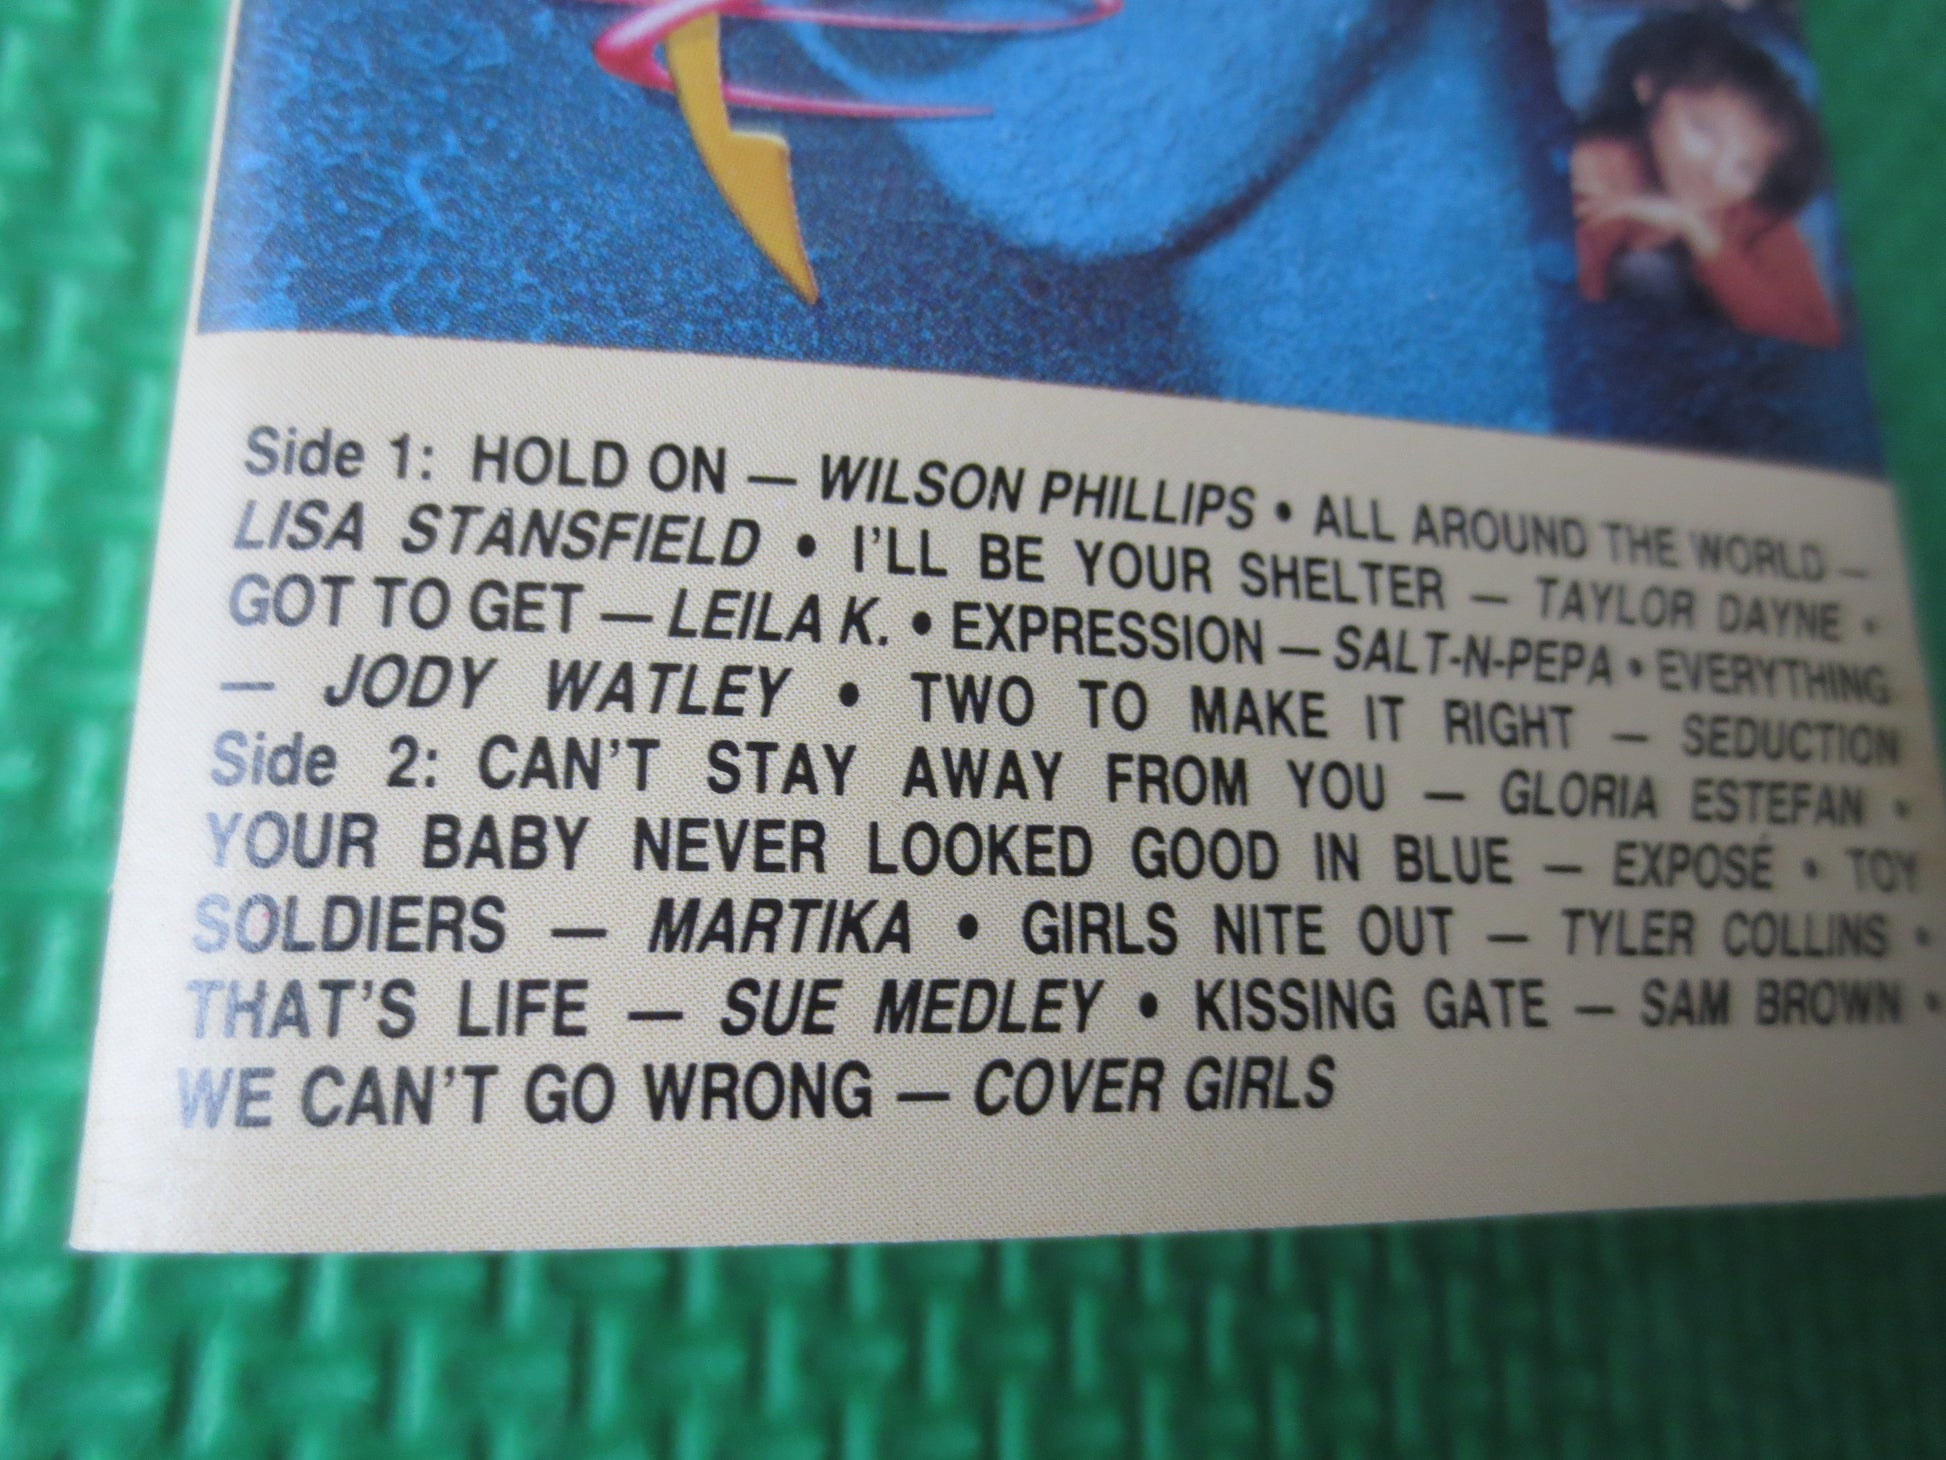 Side 1: HOLD ON — WILSON PHILLIPS • ALL AROUND THE WORLD —
LISA STANSFIELD • I'LL BE YOUR SHELTER — TAYLOR DAYNE •
GOT TO GET — LEILA K. • EXPRESSION — SALT-N-PEPA • EVERYTHING
— JODY WATLEY • TWO TO MAKE IT RIGHT — SEDUCTION
Side 2: CAN'T STAY AWAY FROM YOU — GLORIA ESTEFAN •
YOUR BABY NEVER LOOKED GOOD IN BLUE — EXPOSÉ • TOY
SOLDIERS — MARTIKA • GIRLS NITE OUT — TYLER COLLINS •
THAT'S LIFE — SUE MEDLEY • KISSING GATE — SAM BROWN •
WE CAN'T GO WRONG — COVER GIRLS